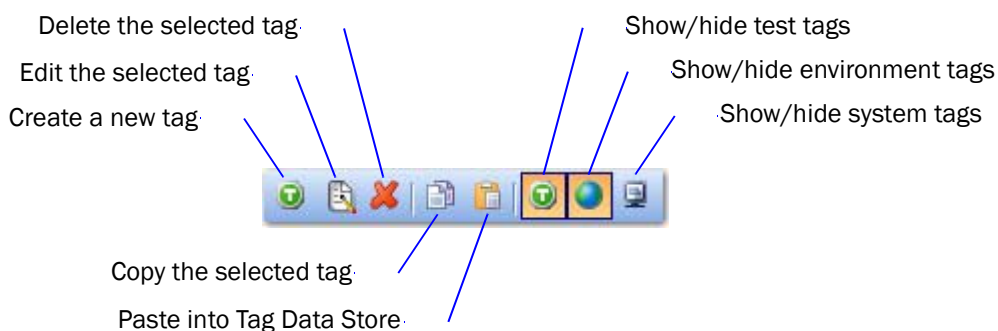 Delete the selected tag
Show/hide test tags
Edit the selected tag
Show/hide environment tags
Create a new tag
Show/hide system tags
T
T
Copy the selected tag
Paste into Tag Data Store